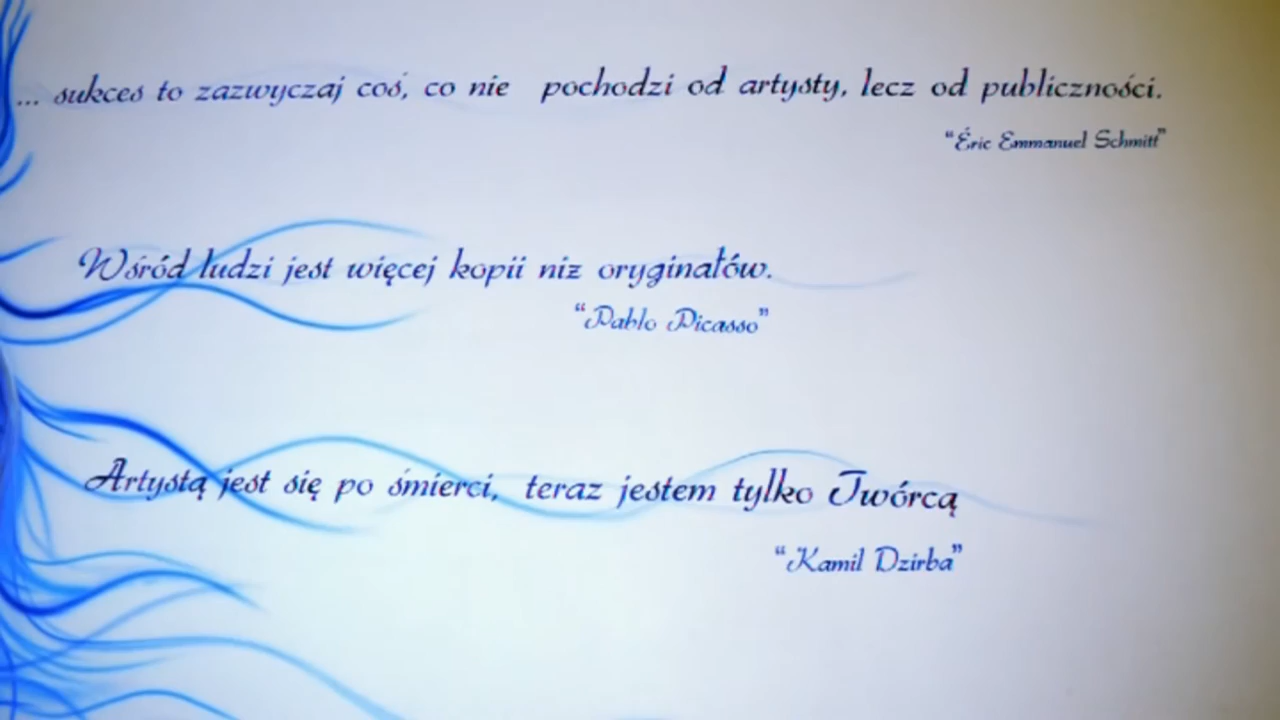 ... sukces to zazwyczaj coś, co nie pochodzi od artysty, lecz od publiczności.
“Éric Emmanuel Schmitt”
Wśród ludzi jest więcej kopii niz oryginałów.
“Pablo Picasso”
Artystą jest się po śmierci, teraz jestem tylko Twórcą
“Kamil Dzirba”